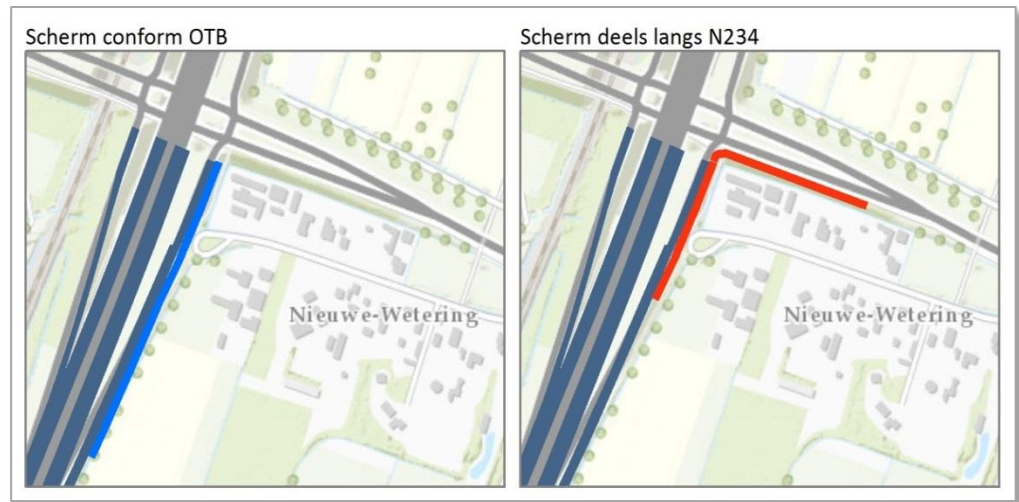 Scherm conform OTB
Scherm deels langs N234
Nieuwe-Wetering
Nieuwe-Wetering